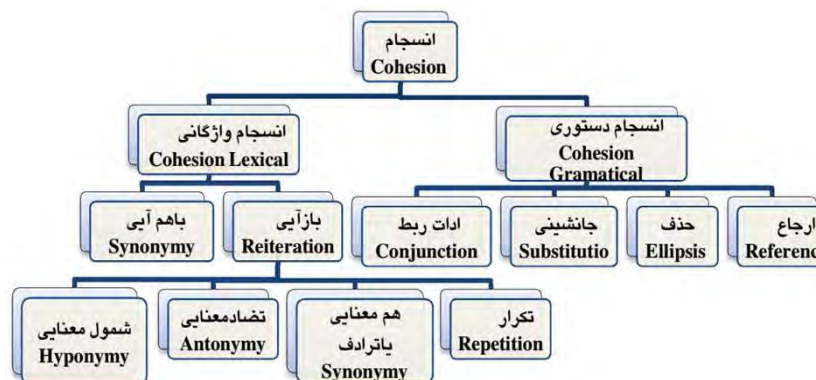 انسجام
Cohesion
انسجام واژگانی
Cohesion Lexical
انسجام دستوری
Cohesion
Gramatical
باهم آیی
Synonymy
بازآیی
Reiteration
ادات ربط
Conjunction
جانشینی
Substitutio
حذف
Ellipsis
ارجاع
Referenc
شمول معنایی
Hyponymy
تضادمعنایی
Antonymy
هم معنایی
یاترادف
Synonymy
تکرار
Repetition